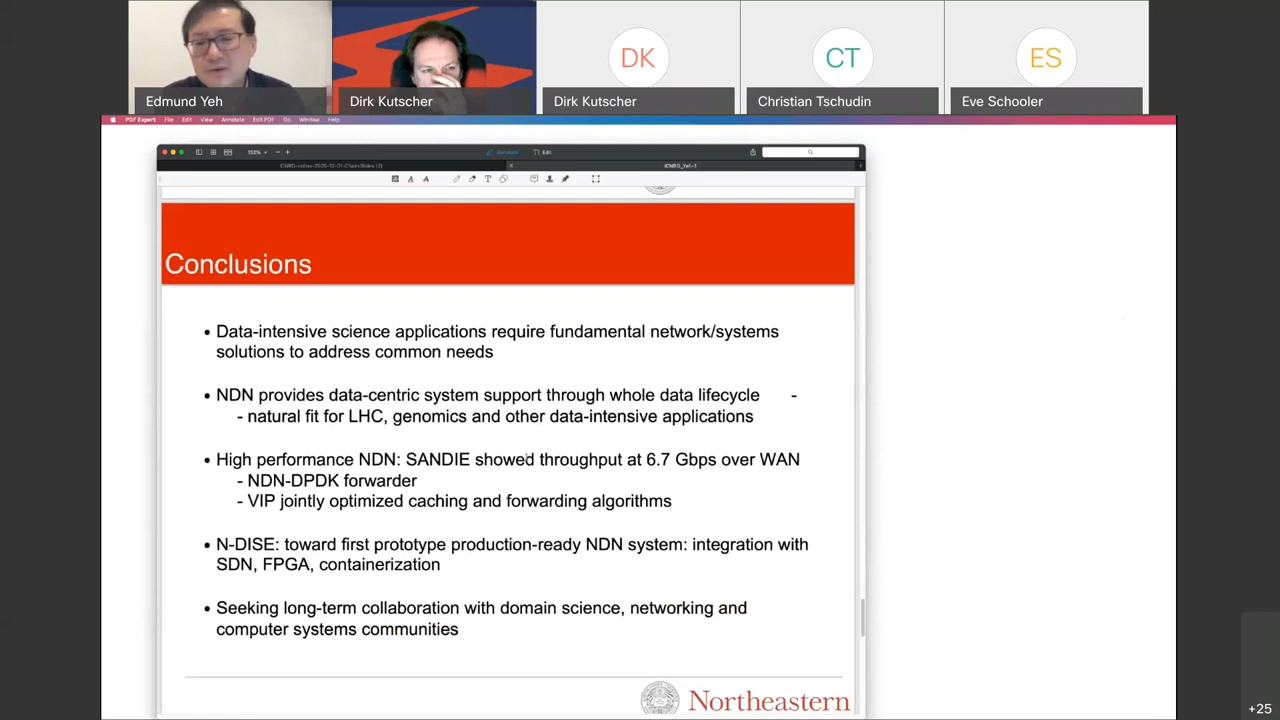 Edmund Yeh
Dirk Kutscher
DK
Dirk Kutscher
CT
Christian Tschudin
ES
Eve Schooler
PDF Expert File Edit View Annotate Edit PDF Go Window Help
Annotate Edit
ICNRG_Yeh-1
Conclusions
• Data-intensive science applications require fundamental network/systems
solutions to address common needs
• NDN provides data-centric system support through whole data lifecycle -
- natural fit for LHC, genomics and other data-intensive applications
• High performance NDN: SANDIE showed throughput at 6.7 Gbps over WAN
- NDN-DPDK forwarder
- VIP jointly optimized caching and forwarding algorithms
• N-DISE: toward first prototype production-ready NDN system: integration with
SDN, FPGA, containerization
• Seeking long-term collaboration with domain science, networking and
computer systems communities
Northeastern
+25